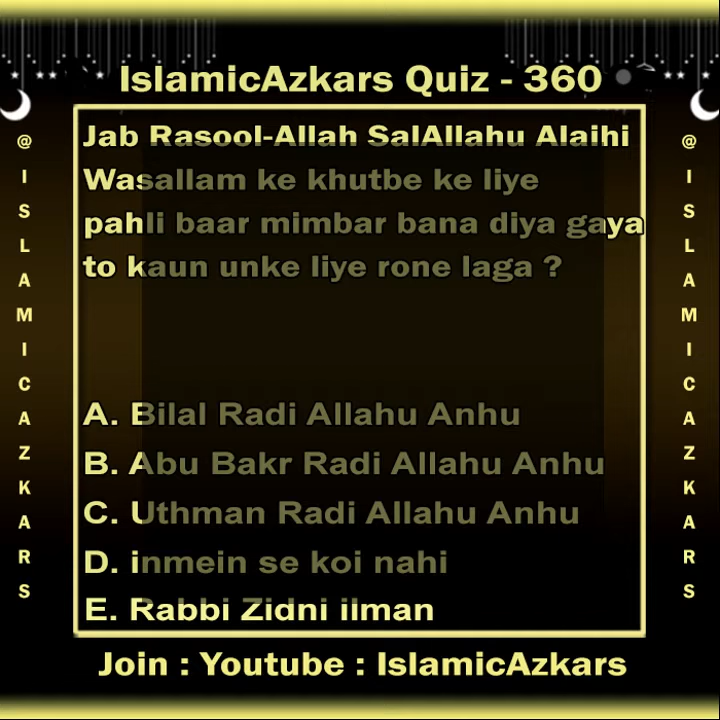 IslamicAzkars Quiz - 360
Jab Rasool-Allah SalAllahu Alaihi
Wasallam ke khutbe ke liye
pahli baar mimbar bana diya gaya
to kaun unke liye rone laga ?
A. Bilal Radi Allahu Anhu
B. Abu Bakr Radi Allahu Anhu
C. Uthman Radi Allahu Anhu
D. inmein se koi nahi
E. Rabbi Zidni ilman
Join : Youtube : IslamicAzkars
@ISLAMICAZKARS
@ISLAMICAZKARS